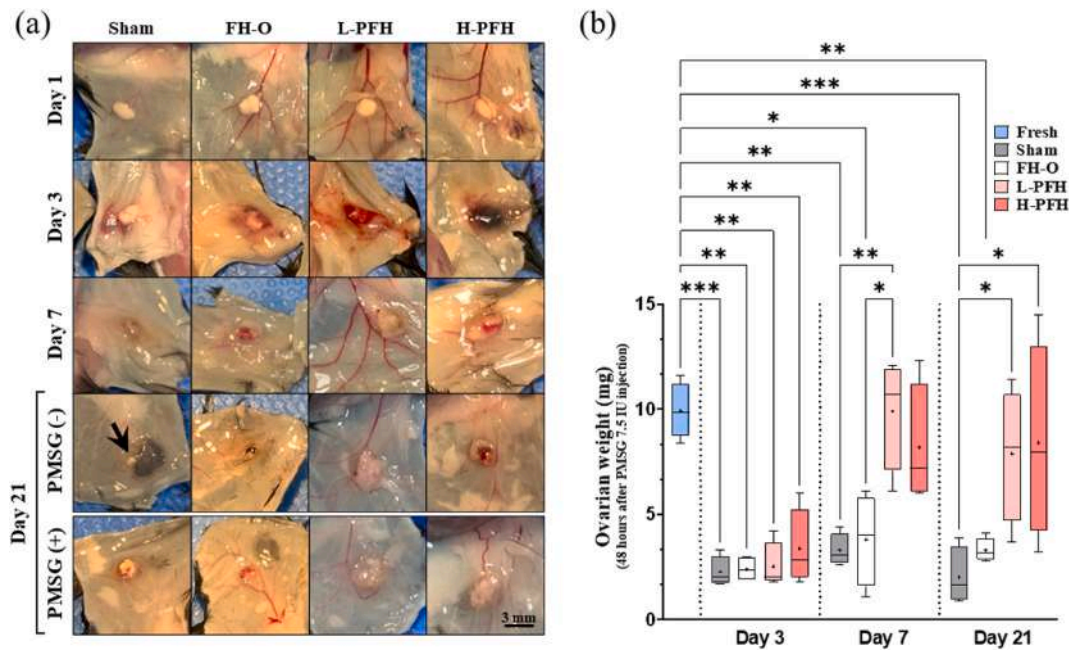 (a)
Sham FH-O L-PFH H-PFH
Day 1
Day 3
Day 7
Day 21
PMSG (-)
PMSG (+)
3 mm
(b)
**
***
*
**
**
**
**
***
**
*
*
*
Fresh
Sham
FH-O
L-PFH
H-PFH
Ovarian weight (mg)
(48 hours after PMSG 7.5 IU injection)
15
10
5
0
Day 3 Day 7 Day 21